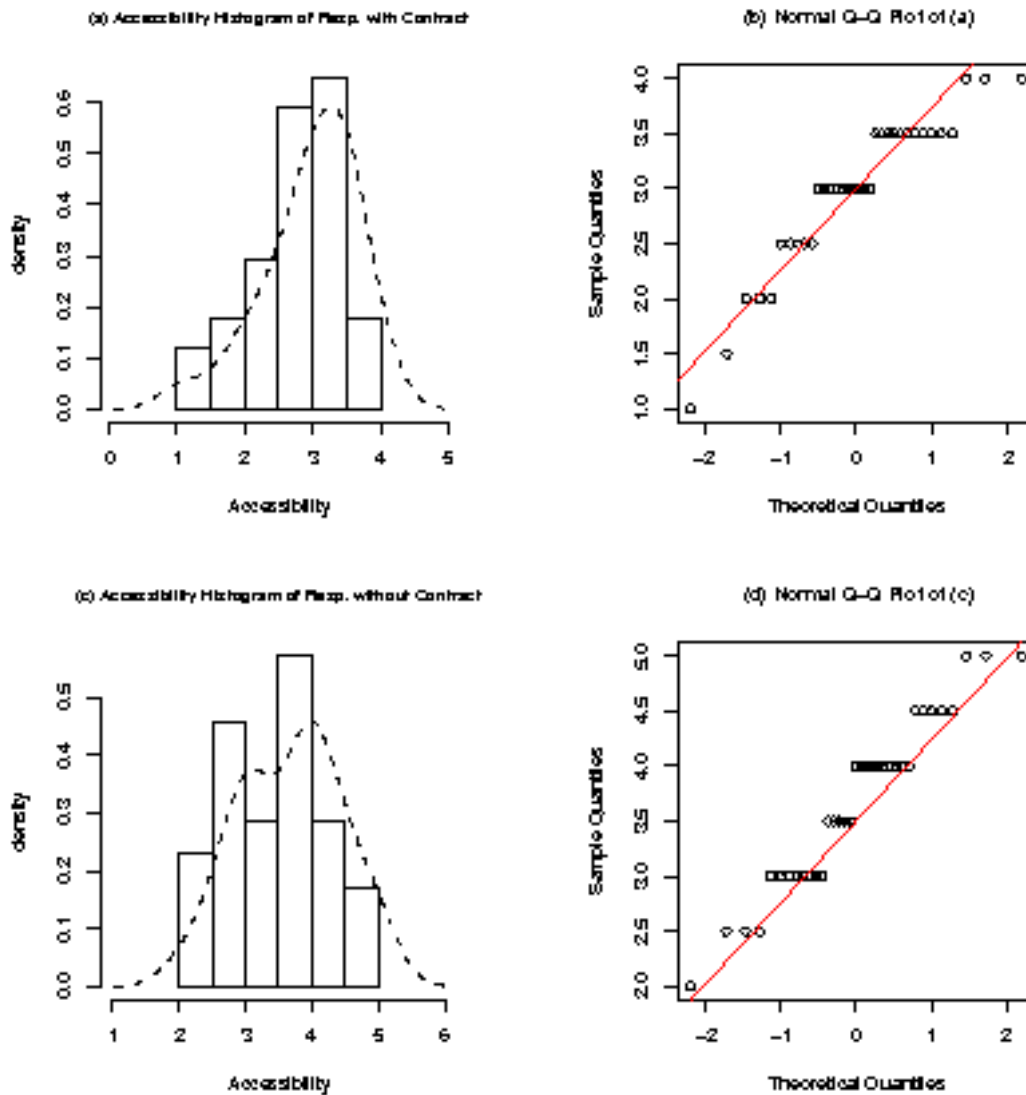 (a) Accessibility Histogram of Resp. with Contract
density
0.0 0.1 0.2 0.3 0.4 0.5 0.6
0 1 2 3 4 5
Accessibility
(b) Normal Q–Q Plot of (a)
Sample Quantiles
1.0 1.5 2.0 2.5 3.0 3.5 4.0
–2 –1 0 1 2
Theoretical Quantiles
(c) Accessibility Histogram of Resp. without Contract
density
0.0 0.1 0.2 0.3 0.4 0.5
1 2 3 4 5 6
Accessibility
(d) Normal Q–Q Plot of (c)
Sample Quantiles
2.0 2.5 3.0 3.5 4.0 4.5 5.0
–2 –1 0 1 2
Theoretical Quantiles